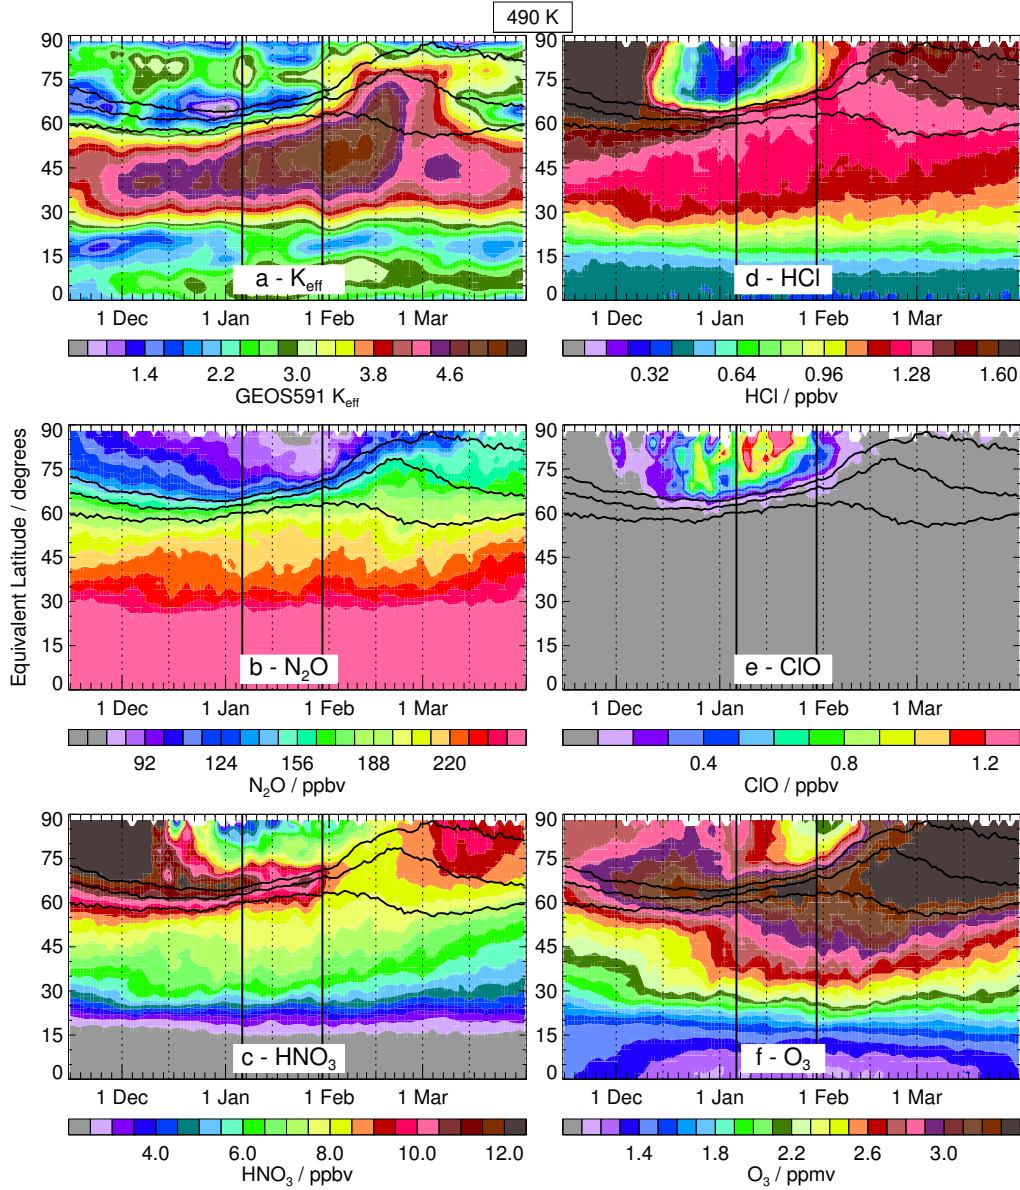 490 K
90
75
60
45
30
15
0
a - Keff
1 Dec 1 Jan 1 Feb 1 Mar
1.4 2.2 3.0 3.8 4.6
GEOS591 Keff
90
75
60
45
30
15
0
d - HCl
1 Dec 1 Jan 1 Feb 1 Mar
0.32 0.64 0.96 1.28 1.60
HCl / ppbv
Equivalent Latitude / degrees
90
75
60
45
30
15
0
b - N2O
1 Dec 1 Jan 1 Feb 1 Mar
92 124 156 188 220
N2O / ppbv
90
75
60
45
30
15
0
e - ClO
1 Dec 1 Jan 1 Feb 1 Mar
0.4 0.8 1.2
ClO / ppbv
90
75
60
45
30
15
0
c - HNO3
1 Dec 1 Jan 1 Feb 1 Mar
4.0 6.0 8.0 10.0 12.0
HNO3 / ppbv
90
75
60
45
30
15
0
f - O3
1 Dec 1 Jan 1 Feb 1 Mar
1.4 1.8 2.2 2.6 3.0
O3 / ppmv